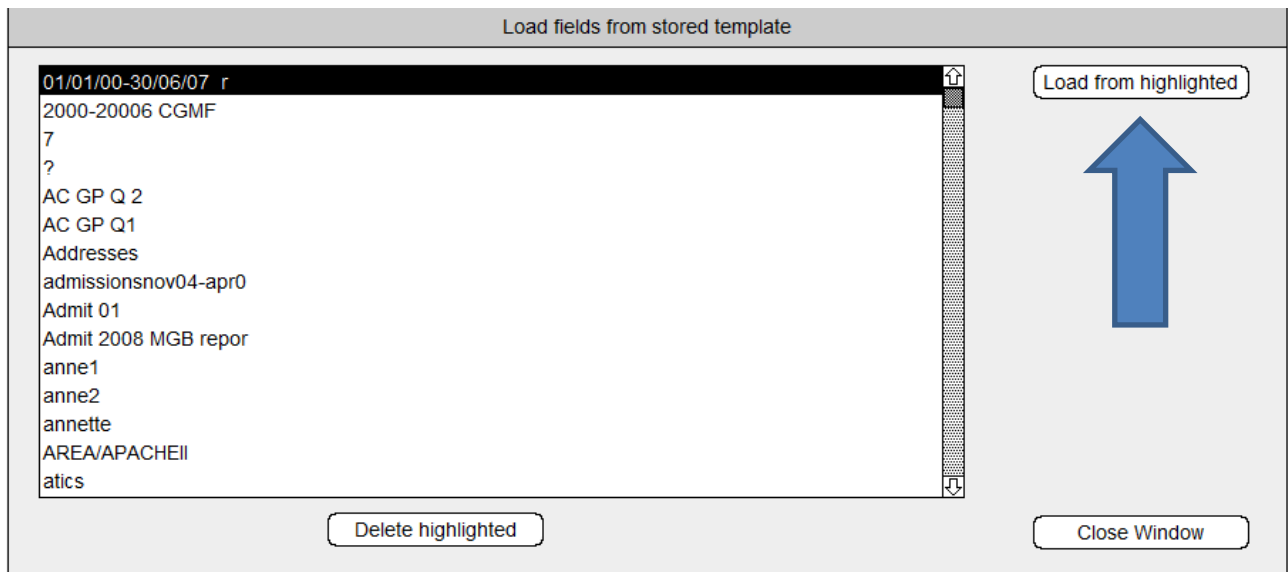 Load fields from stored template
01/01/00-30/06/07  r
Load from highlighted
2000-20006 CGMF
7
?
AC GP Q 2
AC GP Q1
Addresses
admissionsnov04-apr0
Admit 01
Admit 2008 MGB repor
anne1
anne2
annette
AREA/APACHEII
atics
Delete highlighted
Close Window